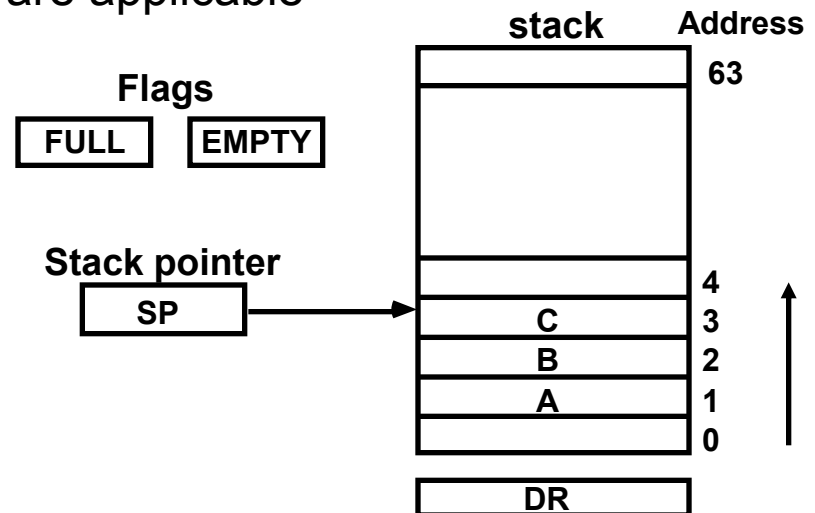 are applicable
stack Address
63
Flags
FULL EMPTY
Stack pointer
SP
4
C 3
B 2
A 1
0
DR